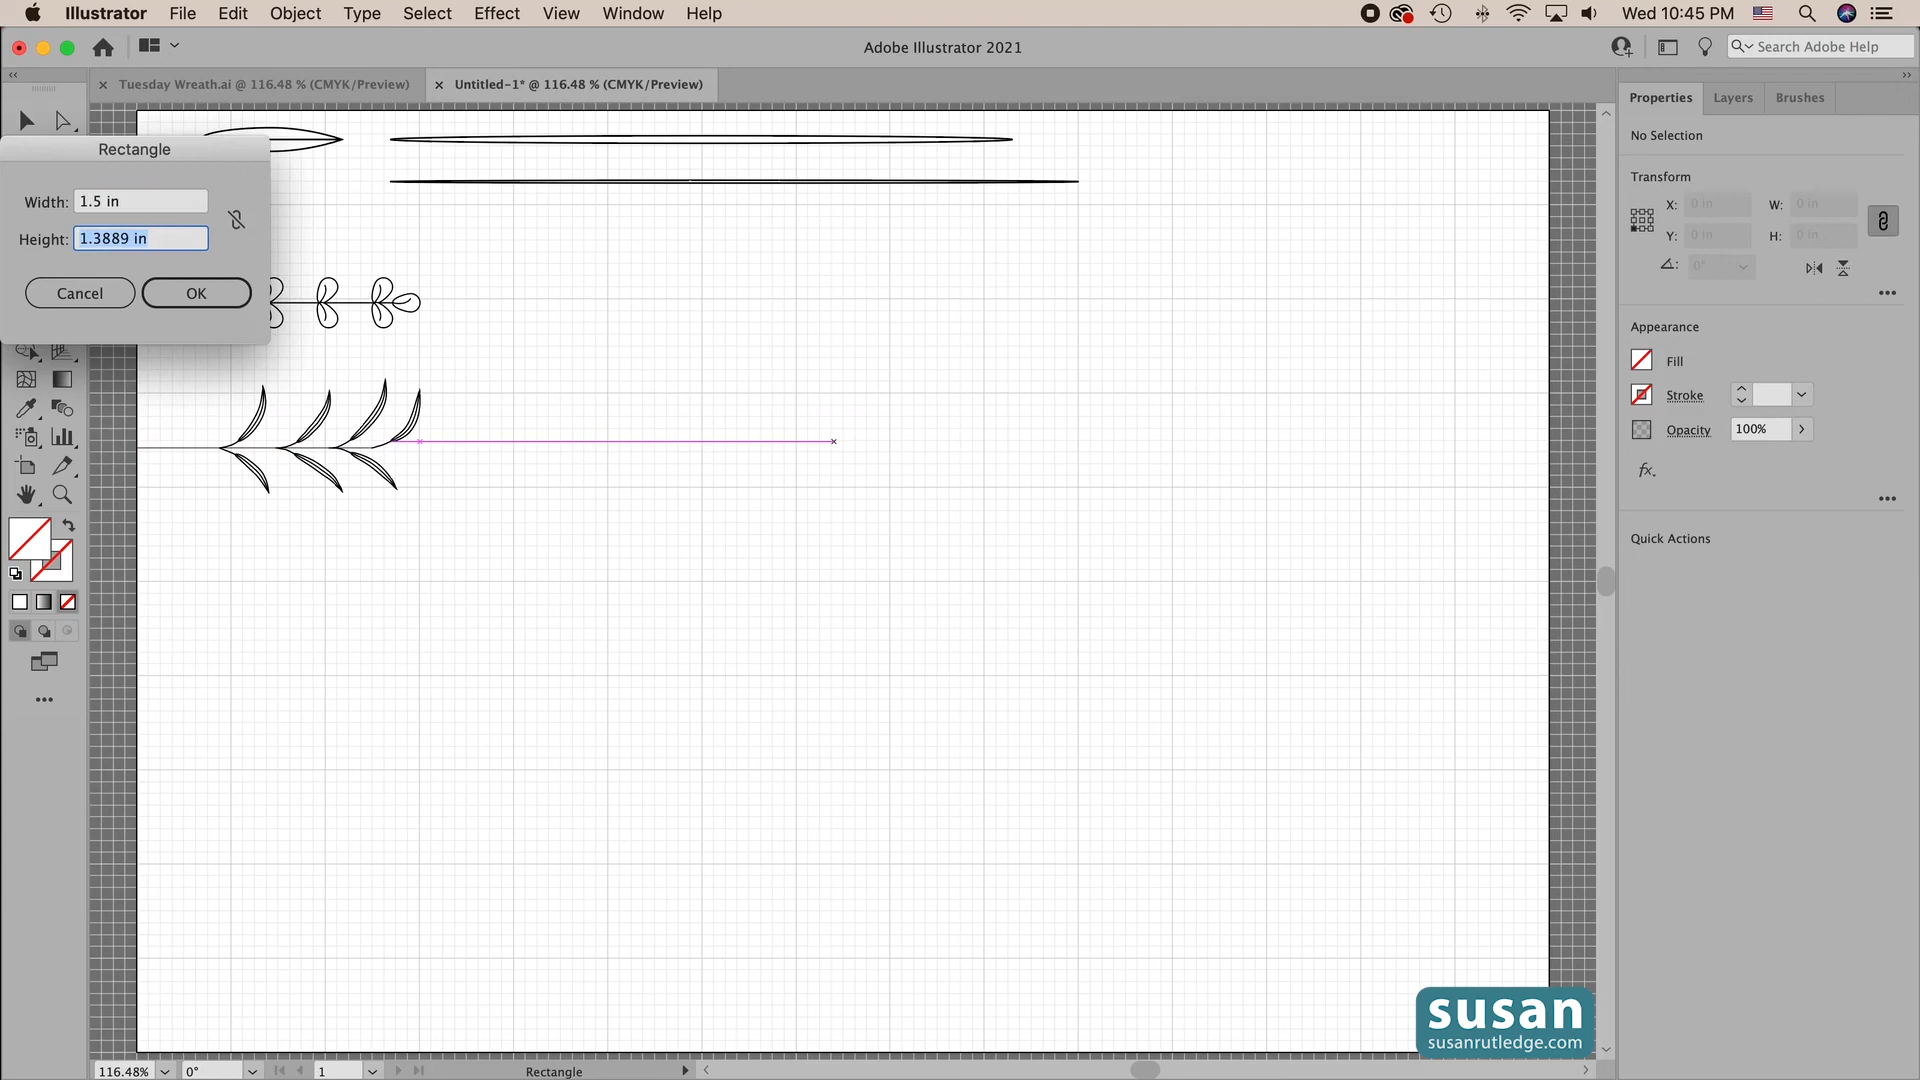 Illustrator File Edit Object Type Select Effect View Window Help Wed 10:45 PM
Adobe Illustrator 2021 Search Adobe Help
Tuesday Wreath.ai @ 116.48 % (CMYK/Preview) Untitled-1* @ 116.48 % (CMYK/Preview)
Properties Layers Brushes
No Selection
Rectangle
Transform
Width: 1.5 in
X: 0 in W: 0 in
Height: 1.3889 in
Y: 0 in H: 0 in
0°
Cancel OK
Appearance
Fill
Stroke
Opacity 100%
fx.
Quick Actions
susan
susanrutledge.com
116.48% 0° 1 Rectangle